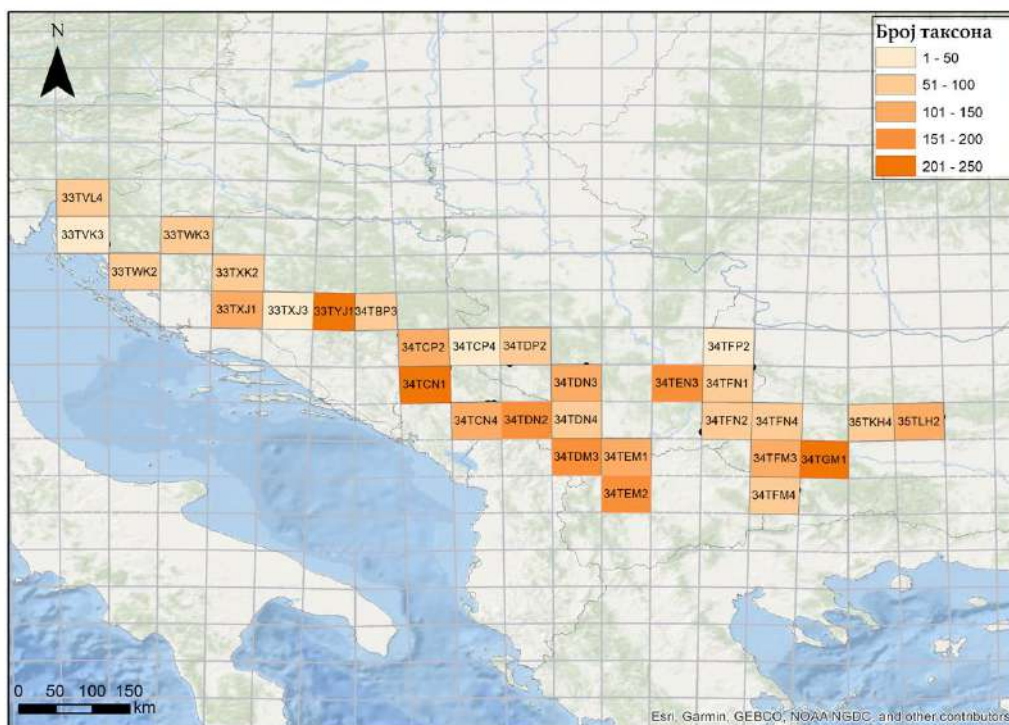 N
Број таксона
1 - 50
51 - 100
101 - 150
151 - 200
201 - 250
33TVL4
33TVK3
33TWK3
33TWK2
33TXK2
33TXJ1
33TXJ3
33TYJ1
34TBP3
34TCP2
34TCP4
34TDP2
34TFP2
34TCN1
34TDN3
34TEN3
34TFN1
34TCN4
34TDN2
34TDN4
34TFN2
34TFN4
35TKH4
35TLH2
34TDM3
34TEM1
34TFM3
34TGM1
34TEM2
34TFM4
0 50 100 150
km
Esri, Garmin, GEBCO, NOAA NGDC, and other contributors